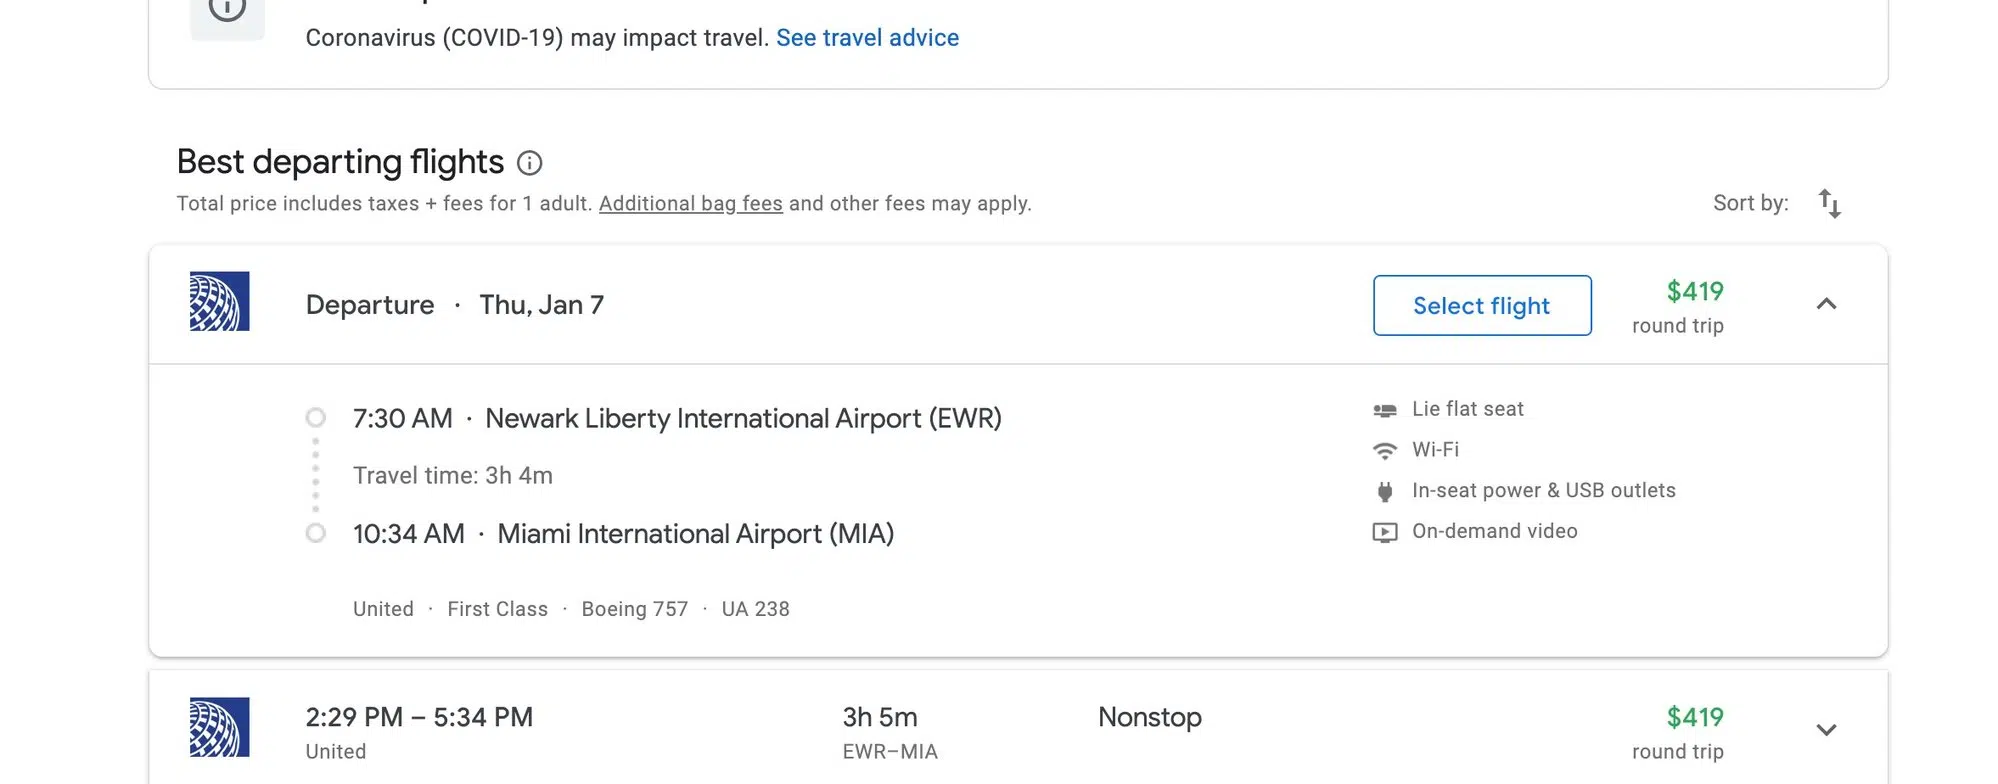 Coronavirus (COVID-19) may impact travel. See travel advice
Best departing flights
Total price includes taxes + fees for 1 adult. Additional bag fees and other fees may apply.
Sort by:
Departure · Thu, Jan 7
Select flight
$419
round trip
7:30 AM · Newark Liberty International Airport (EWR)
Travel time: 3h 4m
10:34 AM · Miami International Airport (MIA)
United · First Class · Boeing 757 · UA 238
Lie flat seat
Wi-Fi
In-seat power & USB outlets
On-demand video
2:29 PM – 5:34 PM
United
3h 5m
EWR–MIA
Nonstop
$419
round trip